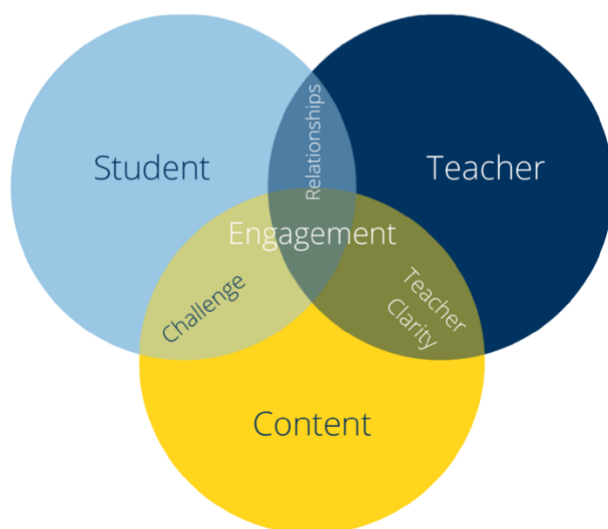 Student
Relationships
Teacher
Engagement
Challenge
Teacher
Clarity
Content